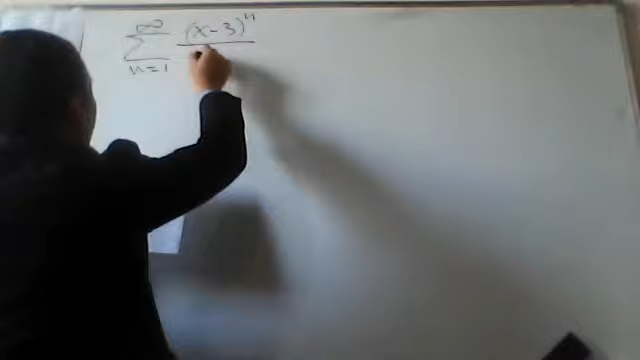 ∞
∑ (x-3)ⁿ
n=1